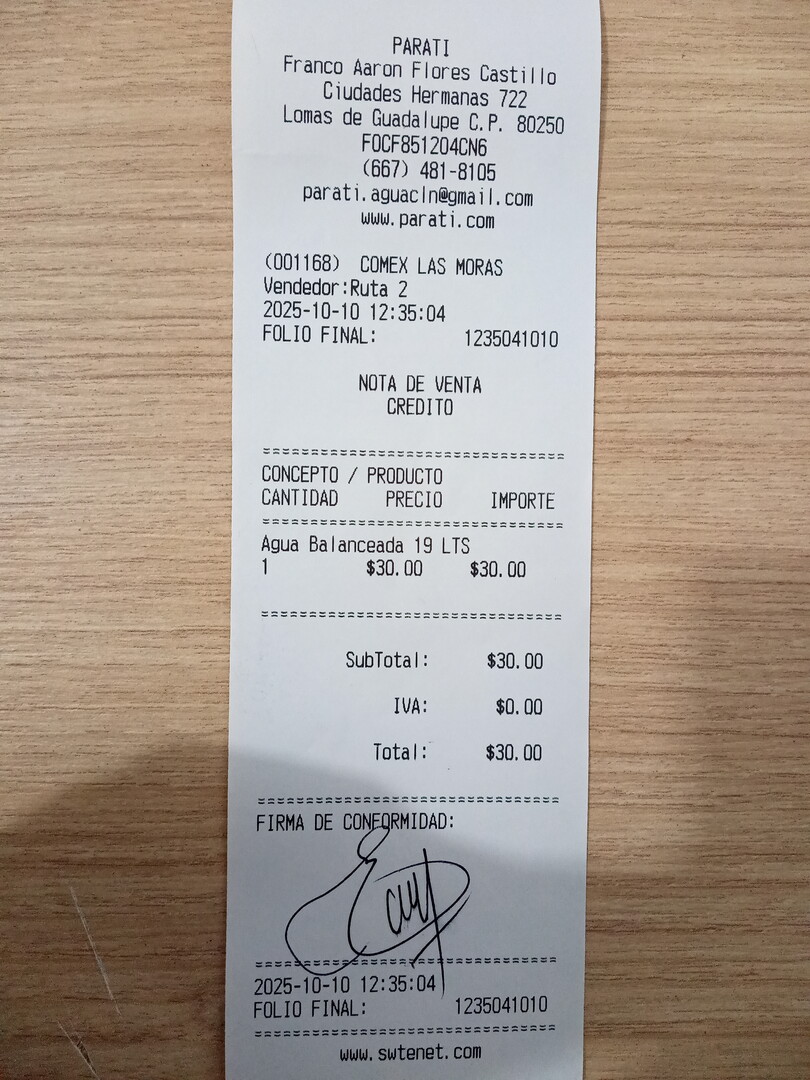 PARATI
Franco Aaron Flores Castillo
Ciudades Hermanas 722
Lomas de Guadalupe C.P. 80250
FOCF851204CN6
(667) 481-8105
parati.aguacln@gmail.com
www.parati.com
(001168) COMEX LAS MORAS
Vendedor:Ruta 2
2025-10-10 12:35:04
FOLIO FINAL: 1235041010
NOTA DE VENTA
CREDITO
CONCEPTO / PRODUCTO
CANTIDAD PRECIO IMPORTE
Agua Balanceada 19 LTS
1 $30.00 $30.00
SubTotal: $30.00
IVA: $0.00
Total: $30.00
FIRMA DE CONFORMIDAD:
2025-10-10 12:35:04
FOLIO FINAL: 1235041010
www.swtenet.com